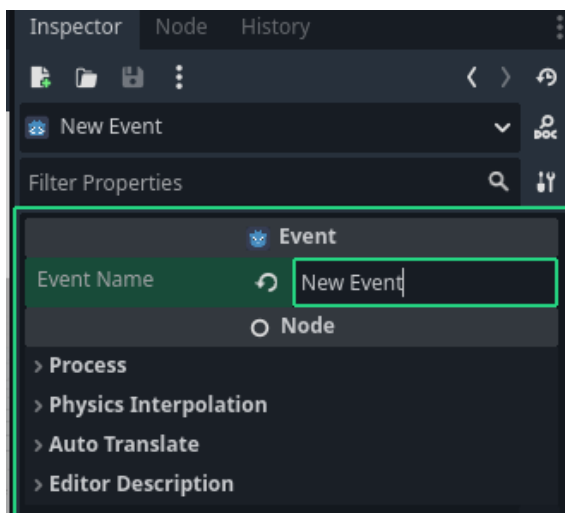 Inspector Node History
New Event
DOC
Filter Properties
Event
Event Name New Event
Node
Process
Physics Interpolation
Auto Translate
Editor Description